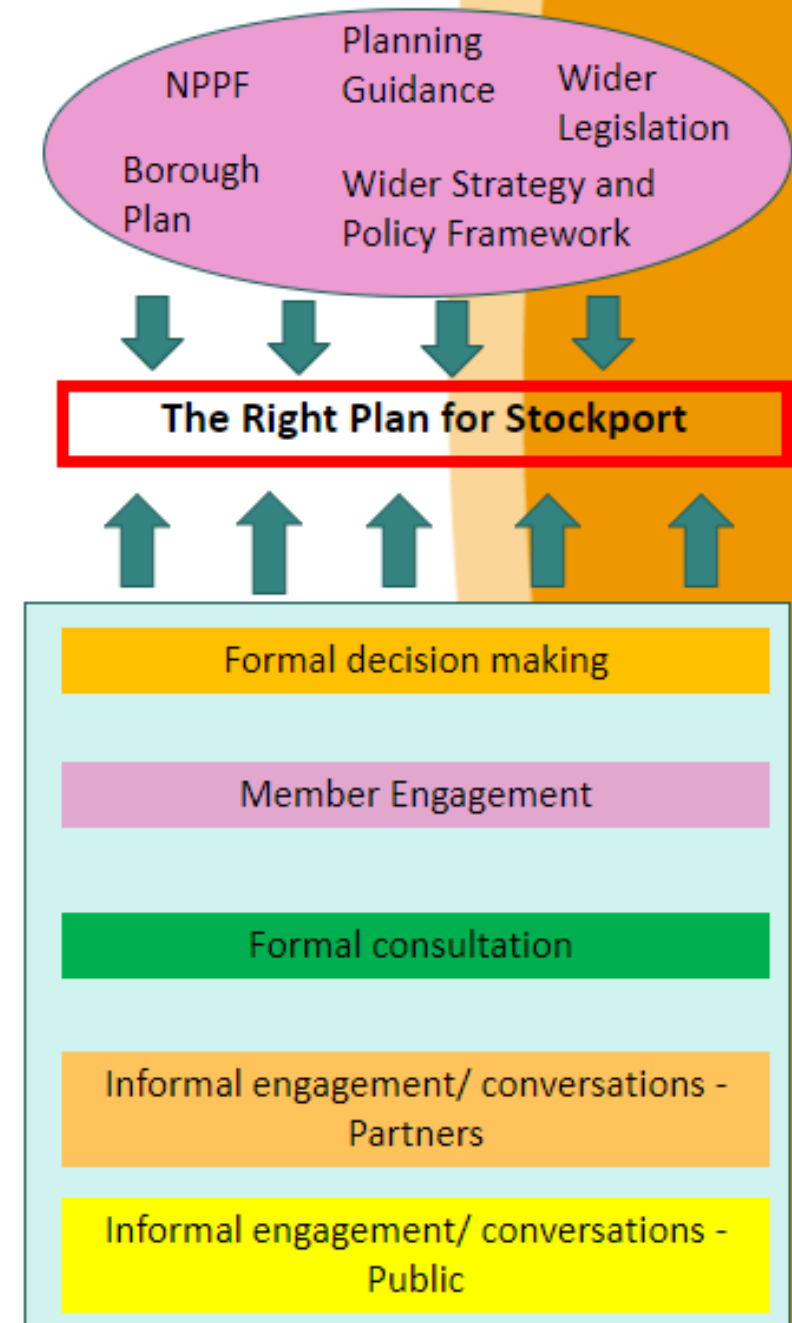 NPPF
Planning
Guidance
Wider
Legislation
Borough
Plan
Wider Strategy and
Policy Framework
The Right Plan for Stockport
Formal decision making
Member Engagement
Formal consultation
Informal engagement/ conversations -
Partners
Informal engagement/ conversations -
Public